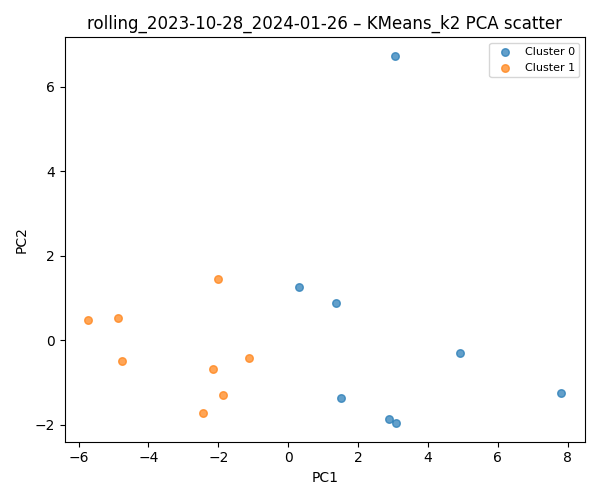 rolling_2023-10-28_2024-01-26 – KMeans_k2 PCA scatter
Cluster 0
Cluster 1
PC2
6
4
2
0
−2
−6
−4
−2
0
2
4
6
8
PC1